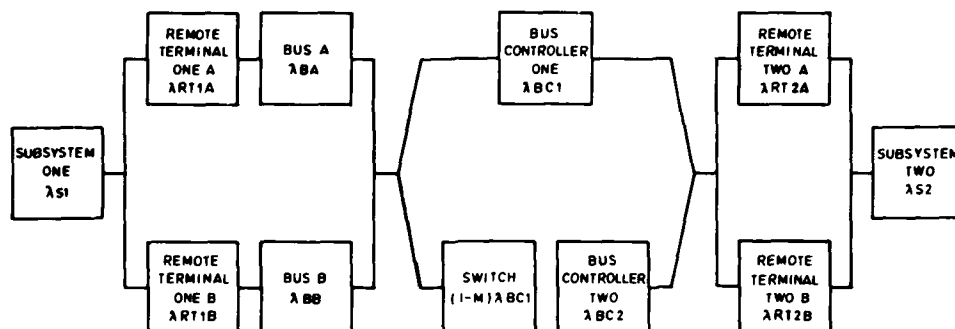 REMOTE
TERMINAL
ONE A
λRT1A
BUS A
λBA
BUS
CONTROLLER
ONE
λBC1
REMOTE
TERMINAL
TWO A
λRT2A
SUBSYSTEM
ONE
λS1
SUBSYSTEM
TWO
λS2
REMOTE
TERMINAL
ONE B
λRT1B
BUS B
λBB
SWITCH
(1-M)λBC1
BUS
CONTROLLER
TWO
λBC2
REMOTE
TERMINAL
TWO B
λRT2B